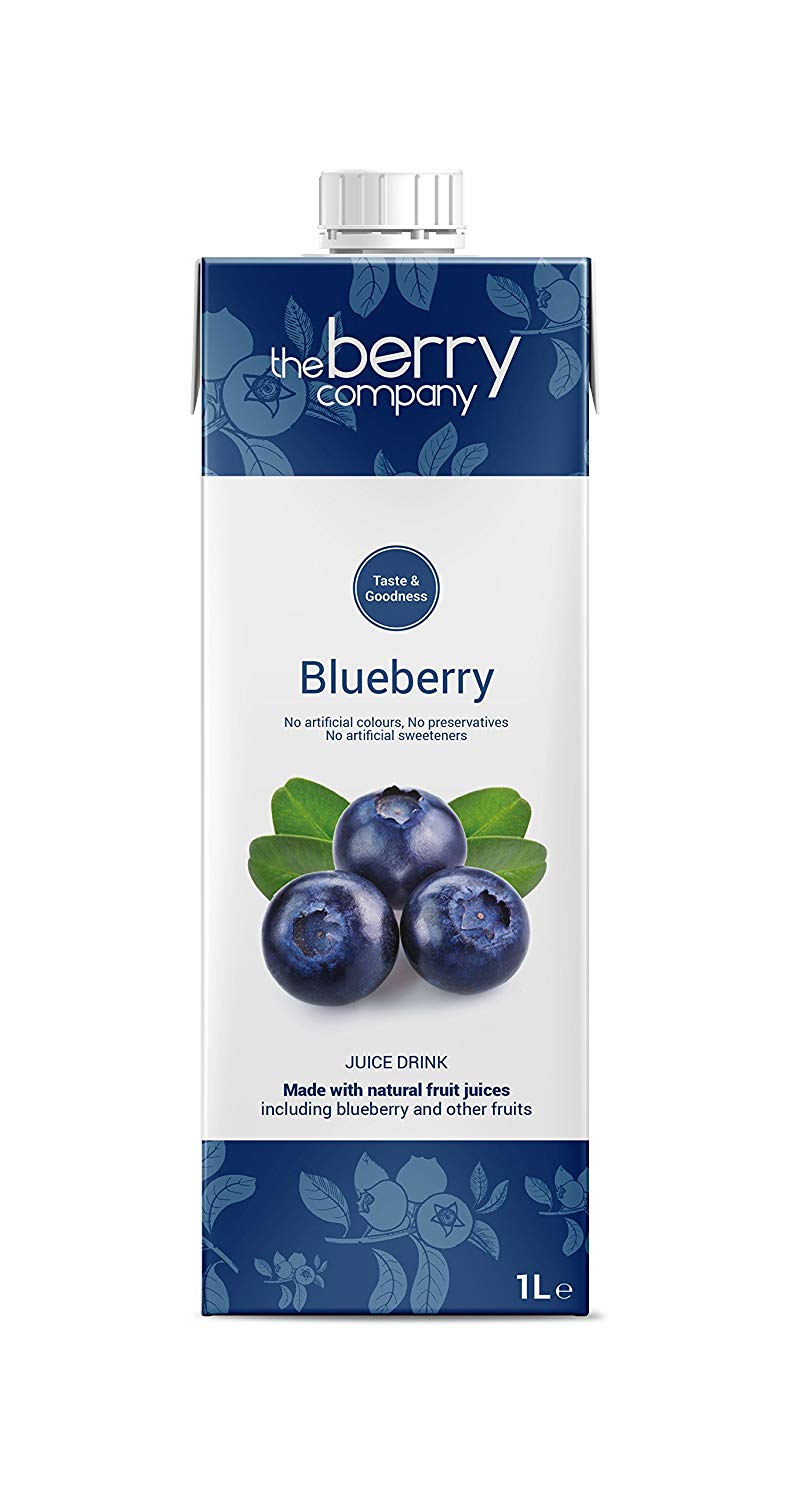 the berry
company
Taste &
Goodness
Blueberry
No artificial colours, No preservatives
No artificial sweeteners
JUICE DRINK
Made with natural fruit juices
including blueberry and other fruits
1L ℮